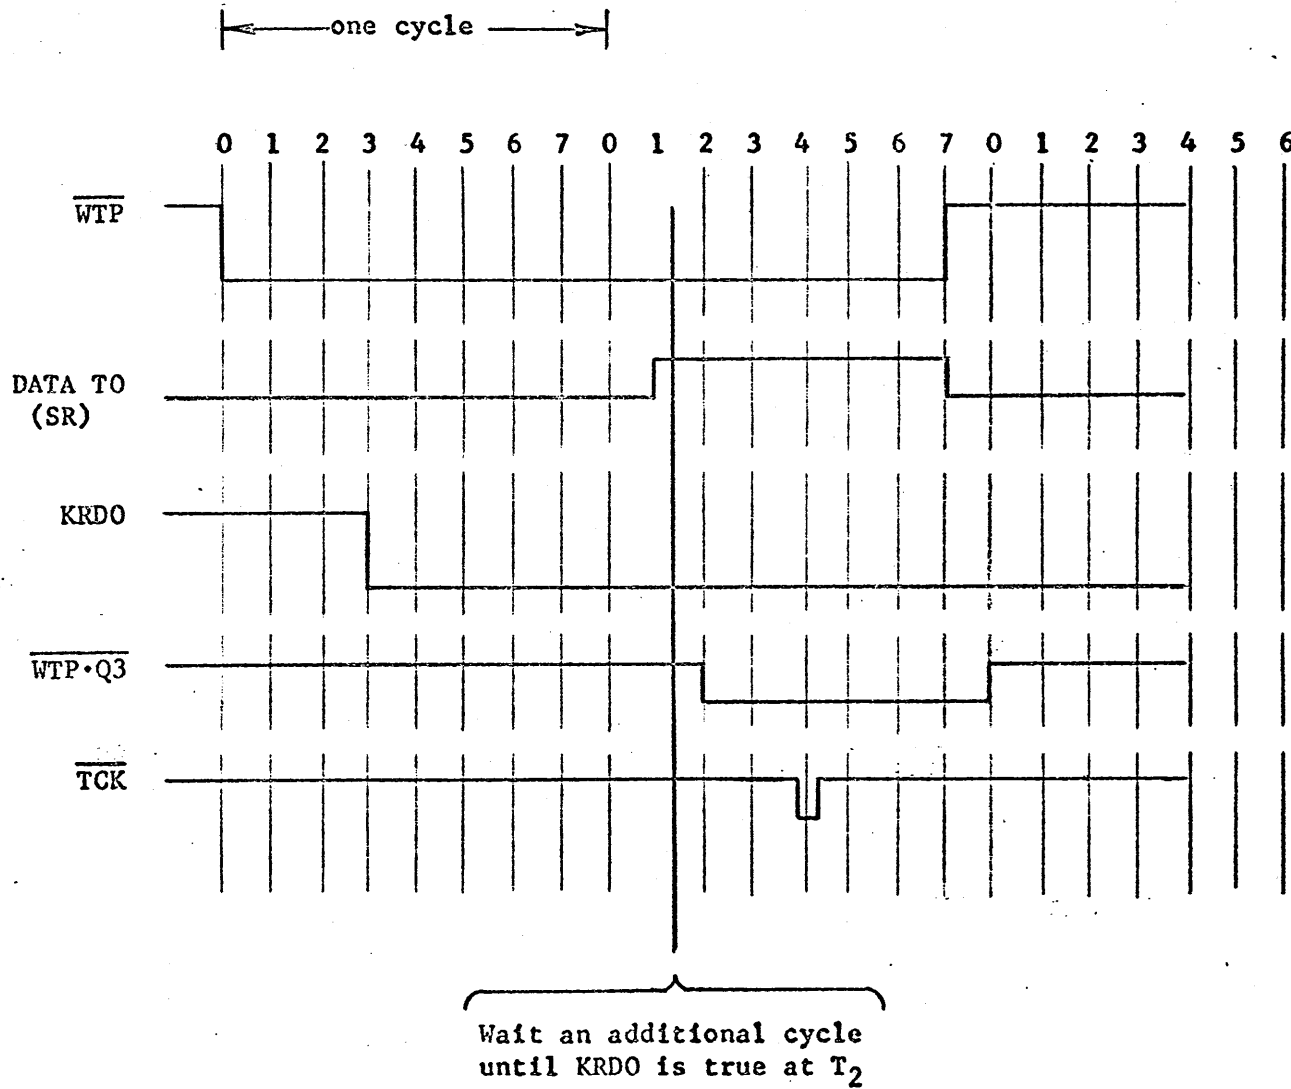 one cycle
0 1 2 3 4 5 6 7 0 1 2 3 4 5 6 7 0 1 2 3 4 5 6
WTP
DATA TO
(SR)
KRDO
WTP•Q3
TCK
Wait an additional cycle
until KRDO is true at T2